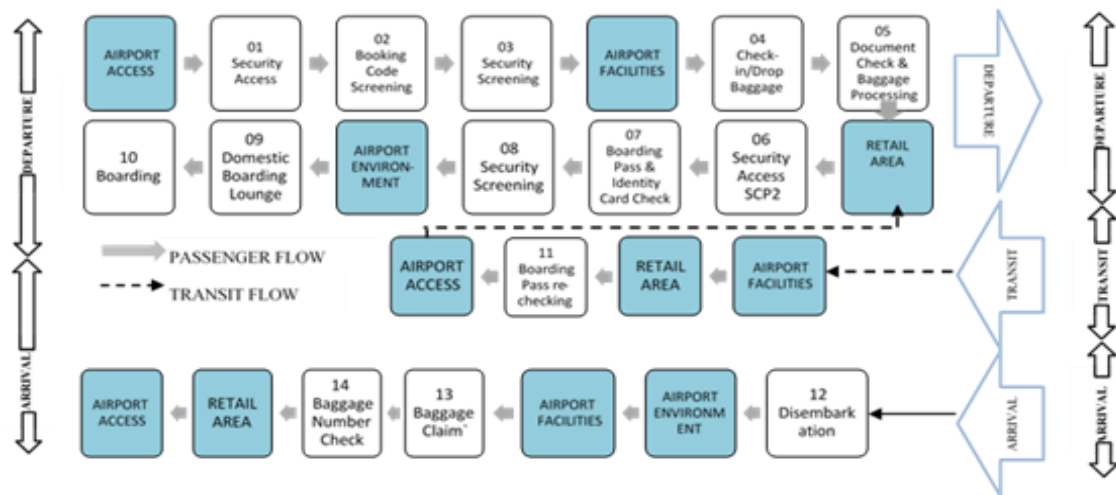 AIRPORT
ACCESS
01
Security
Access
02
Booking
Code
Screening
03
Security
Screening
AIRPORT
FACILITIES
04
Check-
in/Drop
Baggage
05
Document
Check &
Baggage
Processing
DEPARTURE
DEPARTURE
DEPARTURE
10
Boarding
09
Domestic
Boarding
Lounge
AIRPORT
ENVIRON-
MENT
08
Security
Screening
07
Boarding
Pass &
Identity
Card Check
06
Security
Access
SCP2
RETAIL
AREA
PASSENGER FLOW
TRANSIT FLOW
AIRPORT
ACCESS
11
Boarding
Pass re-
checking
RETAIL
AREA
AIRPORT
FACILITIES
TRANSIT
TRANSIT
ARRIVAL
AIRPORT
ACCESS
RETAIL
AREA
14
Baggage
Number
Check
13
Baggage
Claim`
AIRPORT
FACILITIES
AIRPORT
ENVIRONM
ENT
12
Disembark
ation
ARRIVAL
ARRIVAL